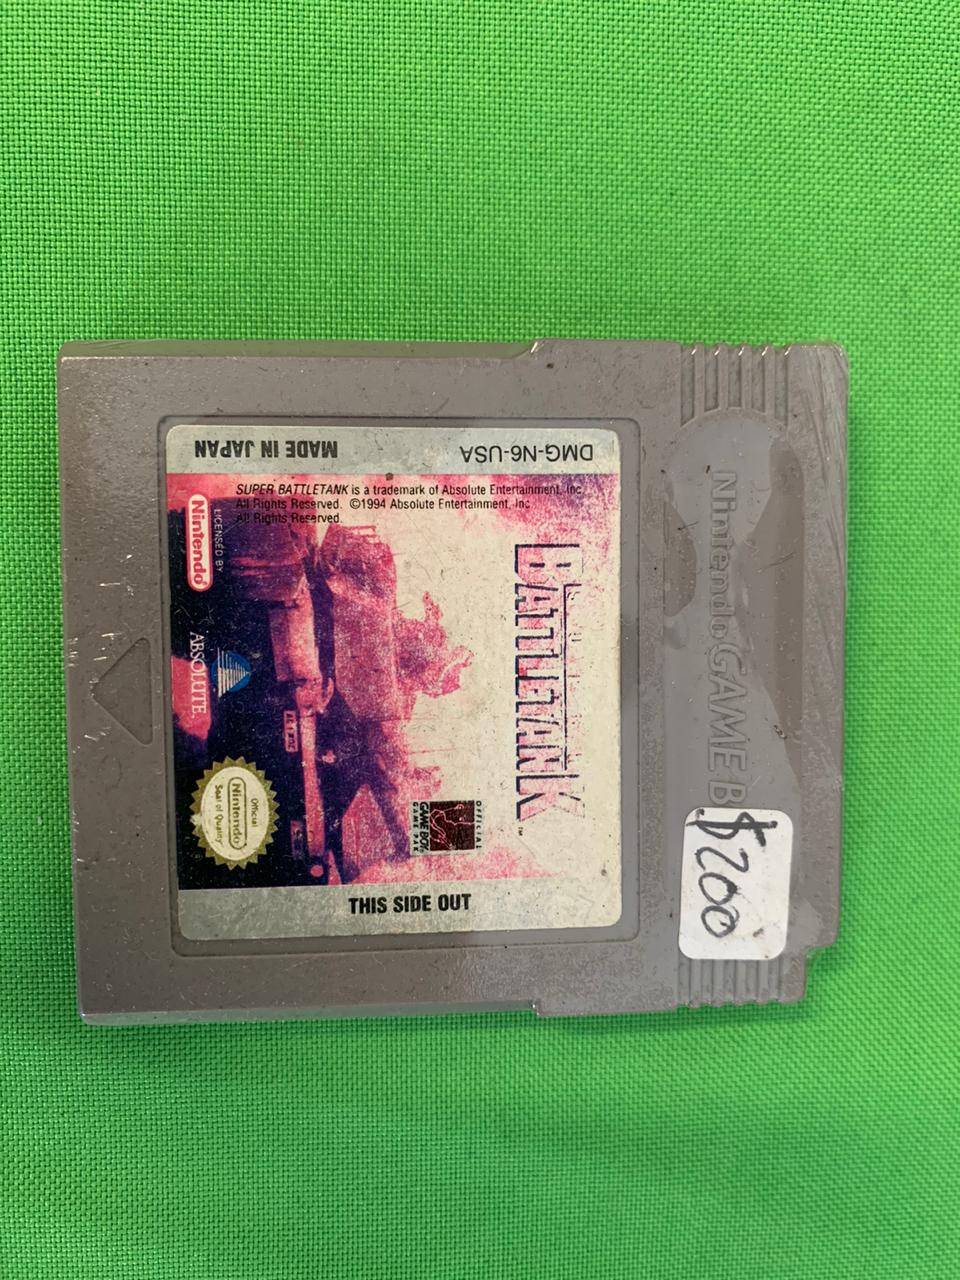 Nintendo GAME B
$200
SUPER
BATTLETANK
TM
OFFICIAL
GAME BOY
GAME PAK
DMG-N6-USA
MADE IN JAPAN
SUPER BATTLETANK is a trademark of Absolute Entertainment, Inc.
All Rights Reserved. ©1994 Absolute Entertainment, Inc.
All Rights Reserved.
LICENSED BY
Nintendo
ABSOLUTE
Official
Nintendo
Seal of Quality
THIS SIDE OUT